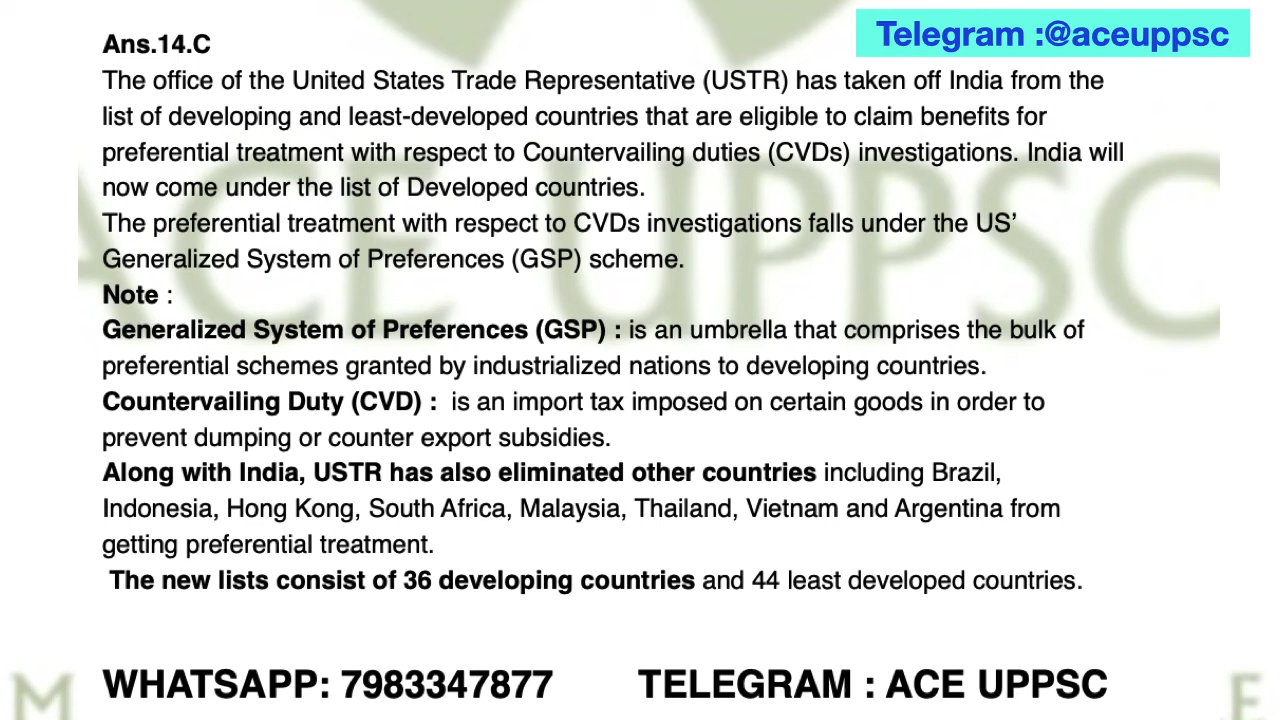 Telegram :@aceuppsc
Ans.14.C
The office of the United States Trade Representative (USTR) has taken off India from the
list of developing and least-developed countries that are eligible to claim benefits for
preferential treatment with respect to Countervailing duties (CVDs) investigations. India will
now come under the list of Developed countries.
The preferential treatment with respect to CVDs investigations falls under the US’
Generalized System of Preferences (GSP) scheme.
Note :
Generalized System of Preferences (GSP) : is an umbrella that comprises the bulk of
preferential schemes granted by industrialized nations to developing countries.
Countervailing Duty (CVD) :  is an import tax imposed on certain goods in order to
prevent dumping or counter export subsidies.
Along with India, USTR has also eliminated other countries including Brazil,
Indonesia, Hong Kong, South Africa, Malaysia, Thailand, Vietnam and Argentina from
getting preferential treatment.
The new lists consist of 36 developing countries and 44 least developed countries.
ACE UPPSC
M E
WHATSAPP: 7983347877 TELEGRAM : ACE UPPSC